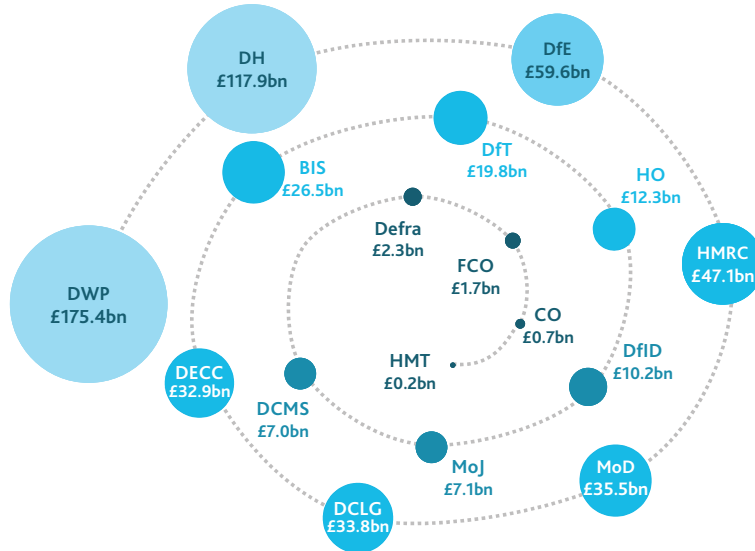 DH
£117.9bn
DfE
£59.6bn
DfT
£19.8bn
BIS
£26.5bn
HO
£12.3bn
Defra
£2.3bn
FCO
£1.7bn
HMRC
£47.1bn
DWP
£175.4bn
CO
£0.7bn
HMT
£0.2bn
DfID
£10.2bn
DECC
£32.9bn
DCMS
£7.0bn
MoJ
£7.1bn
MoD
£35.5bn
DCLG
£33.8bn